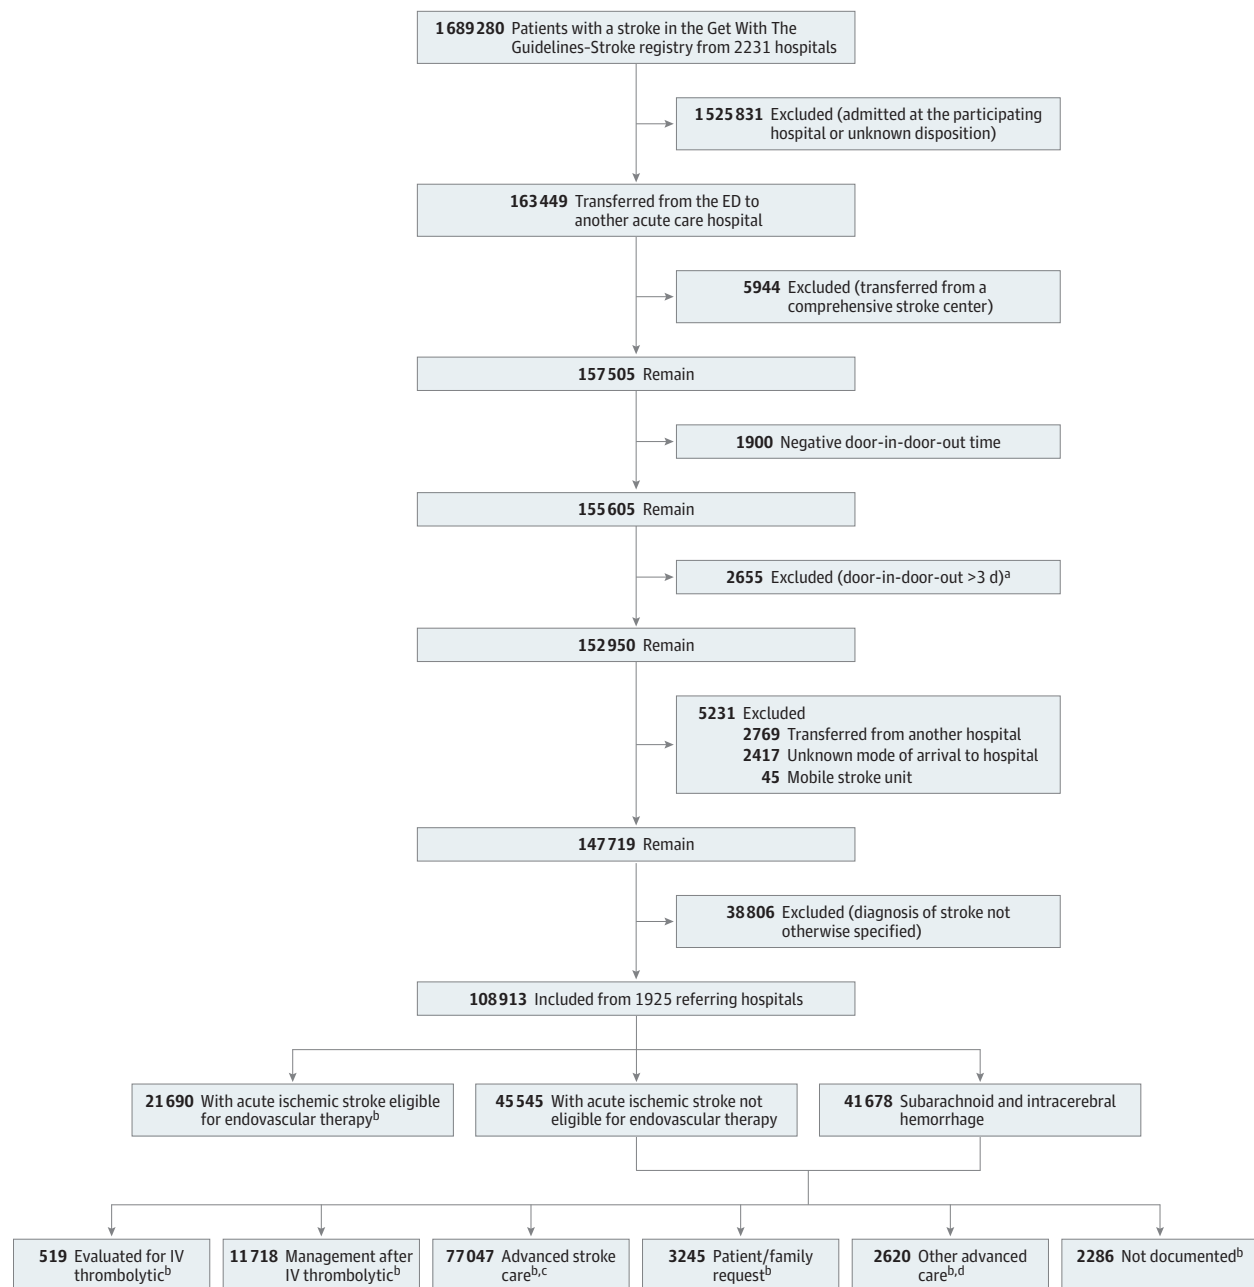 1689280 Patients with a stroke in the Get With The
Guidelines-Stroke registry from 2231 hospitals
1525831 Excluded (admitted at the participating
hospital or unknown disposition)
163449 Transferred from the ED to
another acute care hospital
5944 Excluded (transferred from a
comprehensive stroke center)
157505 Remain
1900 Negative door-in-door-out time
155605 Remain
2655 Excluded (door-in-door-out >3 d)a
152950 Remain
5231 Excluded
2769 Transferred from another hospital
2417 Unknown mode of arrival to hospital
45 Mobile stroke unit
147719 Remain
38806 Excluded (diagnosis of stroke not
otherwise specified)
108913 Included from 1925 referring hospitals
21690 With acute ischemic stroke eligible
for endovascular therapyb
45545 With acute ischemic stroke not
eligible for endovascular therapy
41678 Subarachnoid and intracerebral
hemorrhage
519 Evaluated for IV
thrombolyticb
11718 Management after
IV thrombolyticb
77047 Advanced stroke
careb,c
3245 Patient/family
requestb
2620 Other advanced
careb,d
2286 Not documentedb